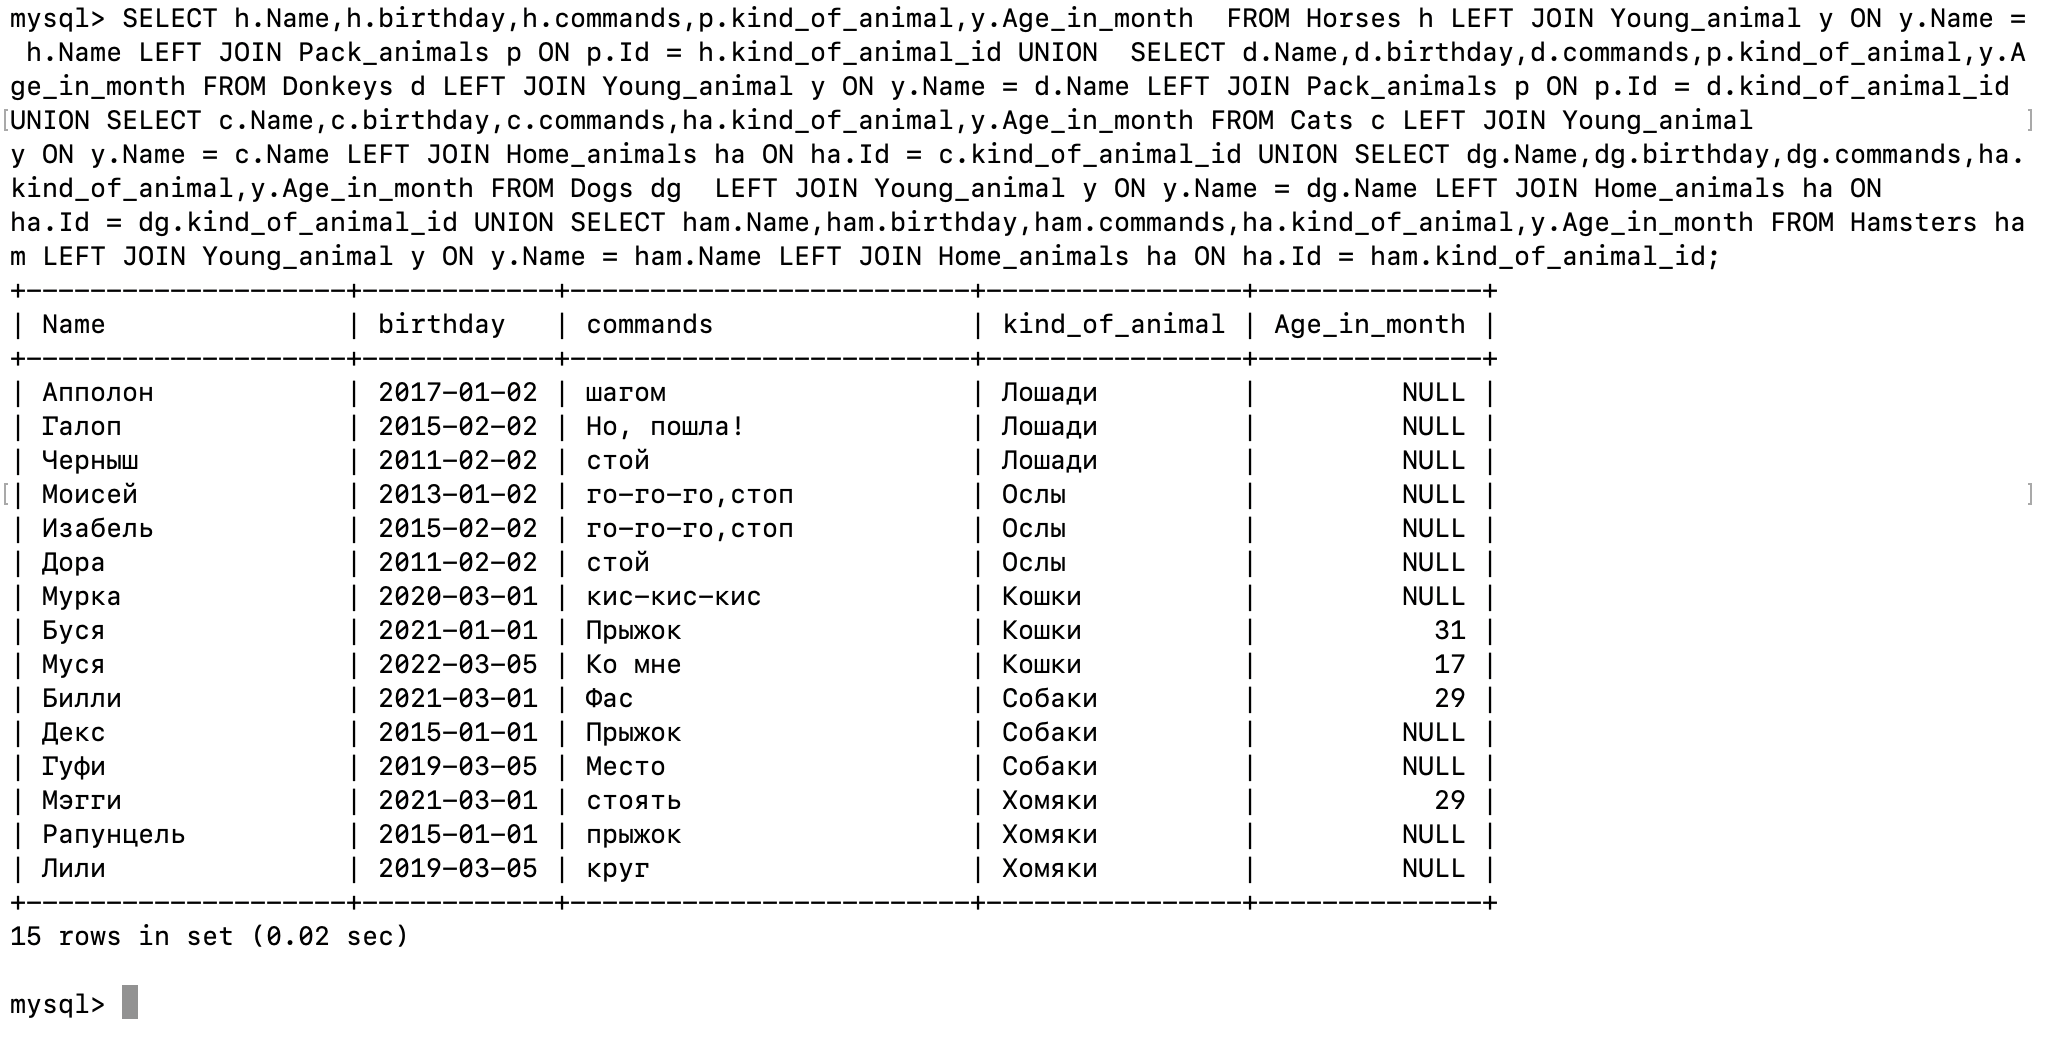 mysql> SELECT h.Name,h.birthday,h.commands,p.kind_of_animal,y.Age_in_month  FROM Horses h LEFT JOIN Young_animal y ON y.Name =
 h.Name LEFT JOIN Pack_animals p ON p.Id = h.kind_of_animal_id UNION  SELECT d.Name,d.birthday,d.commands,p.kind_of_animal,y.A
ge_in_month FROM Donkeys d LEFT JOIN Young_animal y ON y.Name = d.Name LEFT JOIN Pack_animals p ON p.Id = d.kind_of_animal_id
[UNION SELECT c.Name,c.birthday,c.commands,ha.kind_of_animal,y.Age_in_month FROM Cats c LEFT JOIN Young_animal                 ]
y ON y.Name = c.Name LEFT JOIN Home_animals ha ON ha.Id = c.kind_of_animal_id UNION SELECT dg.Name,dg.birthday,dg.commands,ha.
kind_of_animal,y.Age_in_month FROM Dogs dg  LEFT JOIN Young_animal y ON y.Name = dg.Name LEFT JOIN Home_animals ha ON
ha.Id = dg.kind_of_animal_id UNION SELECT ham.Name,ham.birthday,ham.commands,ha.kind_of_animal,y.Age_in_month FROM Hamsters ha
m LEFT JOIN Young_animal y ON y.Name = ham.Name LEFT JOIN Home_animals ha ON ha.Id = ham.kind_of_animal_id;
+--------------------+------------+-------------------------+----------------+--------------+
| Name               | birthday   | commands                | kind_of_animal | Age_in_month |
+--------------------+------------+-------------------------+----------------+--------------+
| Апполон            | 2017-01-02 | шагом                   | Лошади         |         NULL |
| Галоп              | 2015-02-02 | Но, пошла!              | Лошади         |         NULL |
| Черныш             | 2011-02-02 | стой                    | Лошади         |         NULL |
[| Моисей             | 2013-01-02 | го-го-го,стоп           | Ослы           |         NULL |                                 ]
| Изабель            | 2015-02-02 | го-го-го,стоп           | Ослы           |         NULL |
| Дора               | 2011-02-02 | стой                    | Ослы           |         NULL |
| Мурка              | 2020-03-01 | кис-кис-кис             | Кошки          |         NULL |
| Буся               | 2021-01-01 | Прыжок                  | Кошки          |           31 |
| Муся               | 2022-03-05 | Ко мне                  | Кошки          |           17 |
| Билли              | 2021-03-01 | Фас                     | Собаки         |           29 |
| Декс               | 2015-01-01 | Прыжок                  | Собаки         |         NULL |
| Гуфи               | 2019-03-05 | Место                   | Собаки         |         NULL |
| Мэгги              | 2021-03-01 | стоять                  | Хомяки         |           29 |
| Рапунцель          | 2015-01-01 | прыжок                  | Хомяки         |         NULL |
| Лили               | 2019-03-05 | круг                    | Хомяки         |         NULL |
+--------------------+------------+-------------------------+----------------+--------------+
15 rows in set (0.02 sec)
mysql>